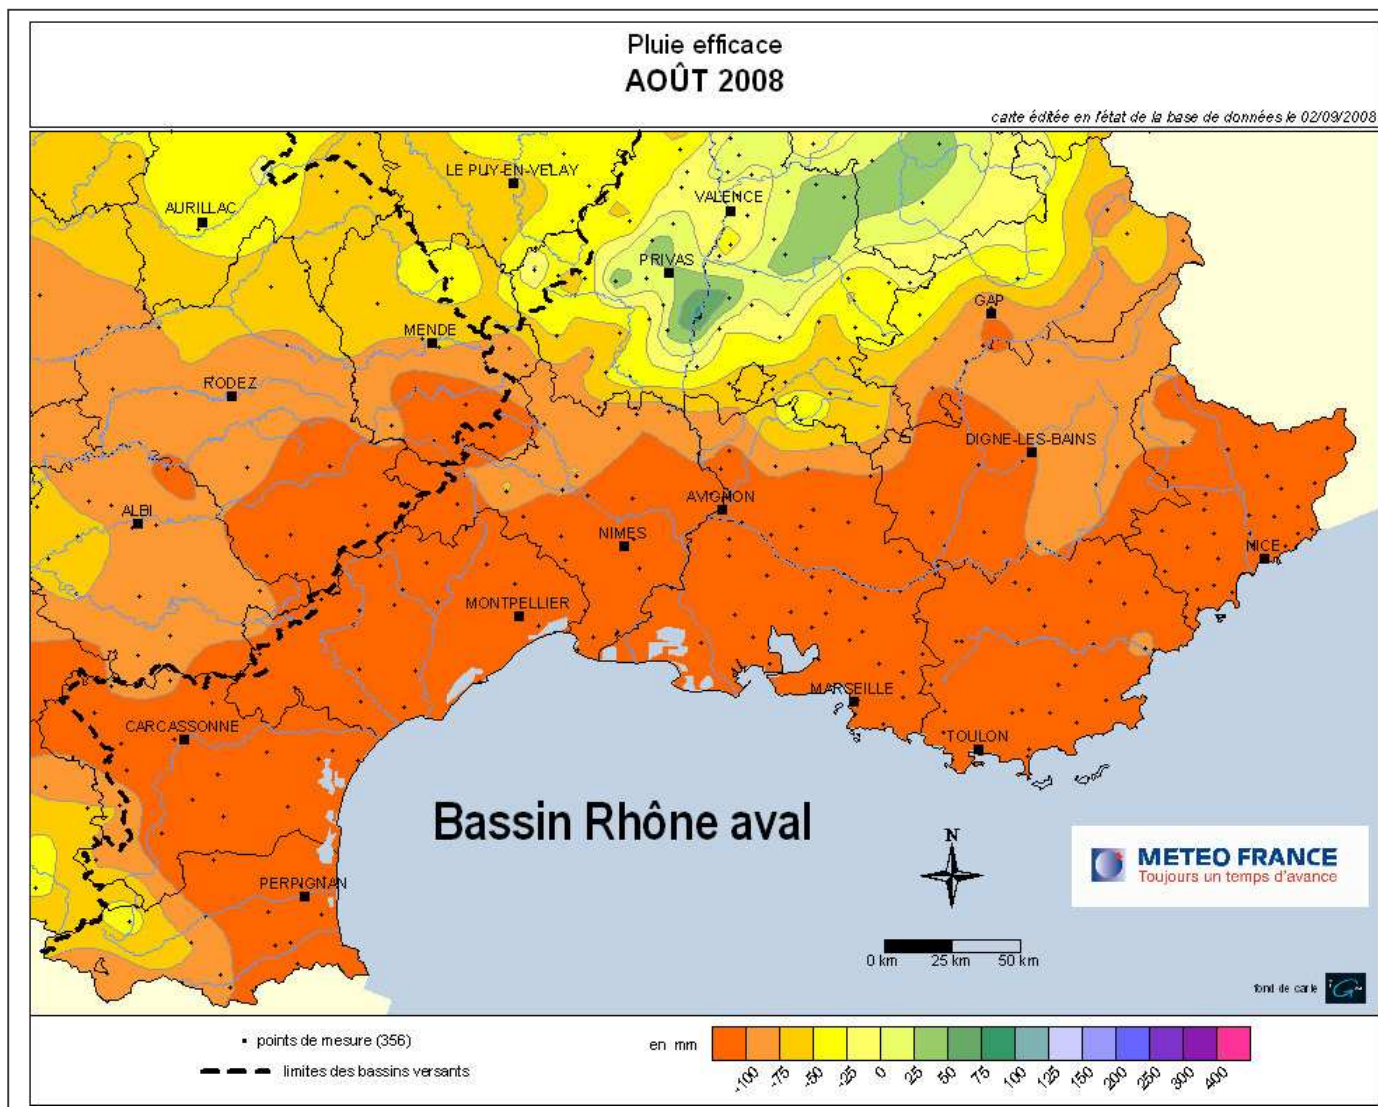 Pluie efficace
AOÛT 2008
carte éditée en l'état de la base de données le 02/09/2008
LE PUY-EN-VELAY
AURILLAC
VALENCE
PRIVAS
GAP
MENDE
RODEZ
DIGNE-LES-BAINS
AVIGNON
ALBI
NIMES
NICE
MONTPELLIER
MARSEILLE
CARCASSONNE
TOULON
Bassin Rhône aval
N
METEO FRANCE
Toujours un temps d'avance
PERPIGNAN
0 km 25 km 50 km
fond de carte
points de mesure (356)
limites des bassins versants
en mm
-100 -75 -50 -25 0 25 50 75 100 125 150 200 250 300 400